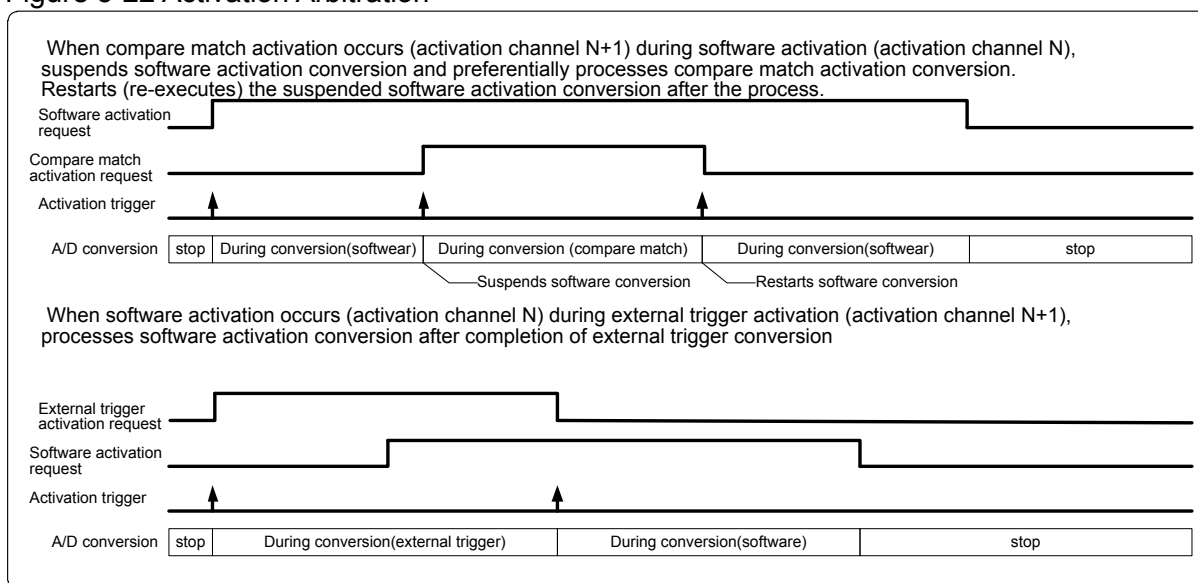 When compare match activation occurs (activation channel N+1) during software activation (activation channel N),
suspends software activation conversion and preferentially processes compare match activation conversion.
Restarts (re-executes) the suspended software activation conversion after the process.
Software activation
request
Compare match
activation request
Activation trigger
A/D conversion stop During conversion(softwear) During conversion (compare match) During conversion(softwear) stop
Suspends software conversion Restarts software conversion
When software activation occurs (activation channel N) during external trigger activation (activation channel N+1),
processes software activation conversion after completion of external trigger conversion
External trigger
activation request
Software activation
request
Activation trigger
A/D conversion stop During conversion(external trigger) During conversion(software) stop